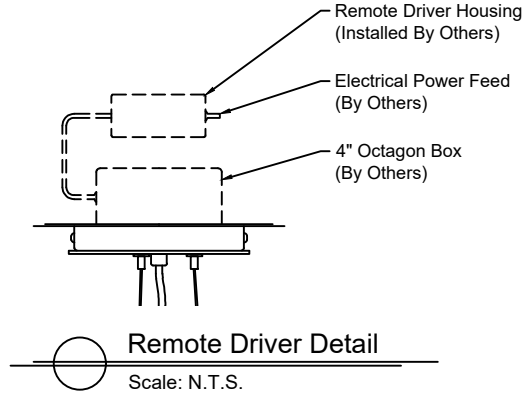 Remote Driver Housing
(Installed By Others)
Electrical Power Feed
(By Others)
4" Octagon Box
(By Others)
Remote Driver Detail
Scale: N.T.S.